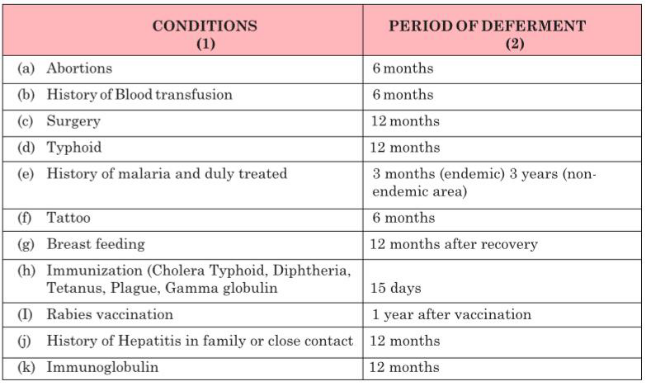 CONDITIONS PERIOD OF DEFERMENT
(1) (2)
(a) Abortions 6 months
(b) History of Blood transfusion 6 months
(c) Surgery 12 months
(d) Typhoid 12 months
(e) History of malaria and duly treated 3 months (endemic) 3 years (non-
endemic area)
(f) Tattoo 6 months
(g) Breast feeding 12 months after recovery
(h) Immunization (Cholera Typhoid, Diphtheria,
Tetanus, Plague, Gamma globulin 15 days
(I) Rabies vaccination 1 year after vaccination
(j) History of Hepatitis in family or close contact 12 months
(k) Immunoglobulin 12 months